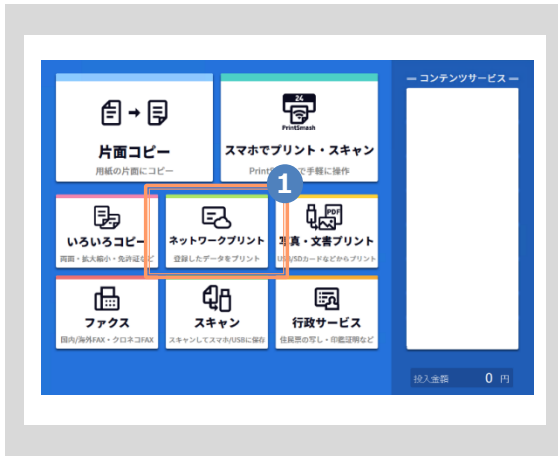 片面コピー
用紙の片面にコピー
24
PrintSmash
スマホでプリント・スキャン
で手軽に操作
コンテンツサービス
1
いろいろコピー
両面・拡大縮小・免許証など
ネットワークプリント
登録したデータをプリント
PDF
写真・文書プリント
USB/SDカードなどからプリント
ファクス
国内/海外FAX・クロネコFAX
スキャン
スキャンしてスマホ/USBに保存
行政サービス
住民票の写し・印鑑証明など
投入金額 0 円